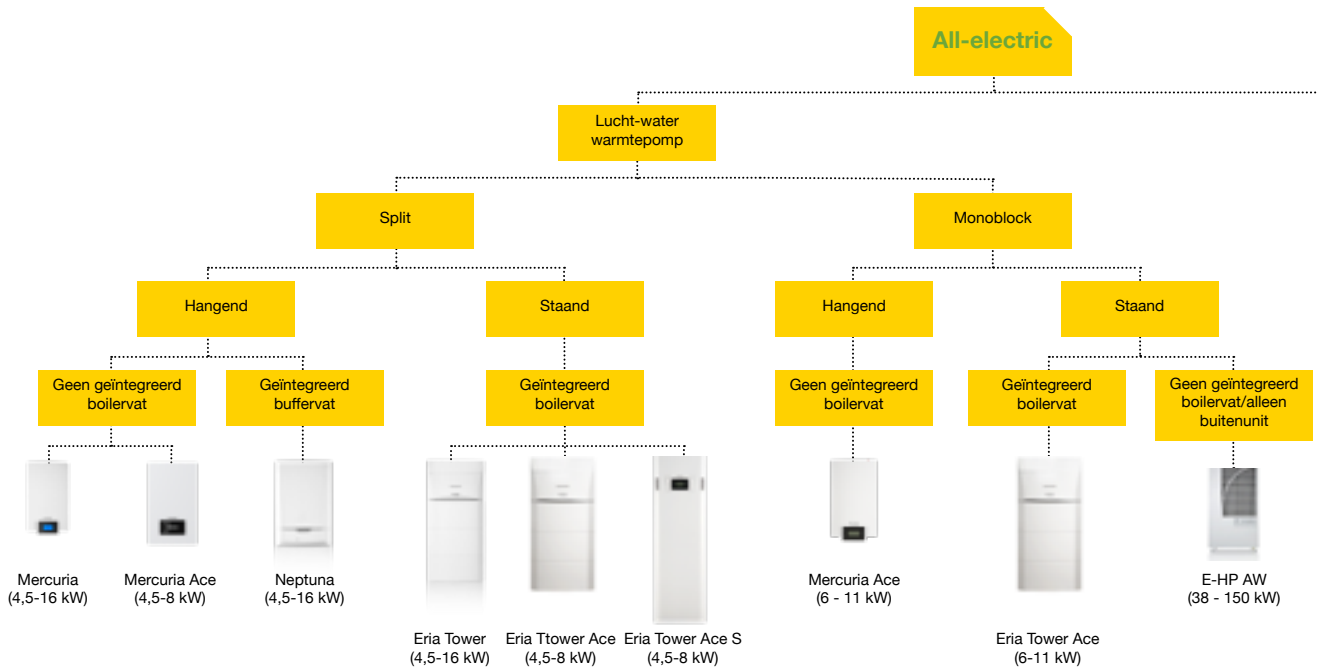 All-electric
Lucht-water
warmtepomp
Split
Monoblock
Hangend
Staand
Hangend
Staand
Geen geïntegreerd
boilervat
Geïntegreerd
buffervat
Geïntegreerd
boilervat
Geen geïntegreerd
boilervat
Geïntegreerd
boilervat
Geen geïntegreerd
boilervat/alleen
buitenunit
Mercuria
(4,5-16 kW)
Mercuria Ace
(4,5-8 kW)
Neptuna
(4,5-16 kW)
Eria Tower
(4,5-16 kW)
Eria Ttower Ace
(4,5-8 kW)
Eria Tower Ace S
(4,5-8 kW)
Mercuria Ace
(6 - 11 kW)
Eria Tower Ace
(6-11 kW)
E-HP AW
(38 - 150 kW)